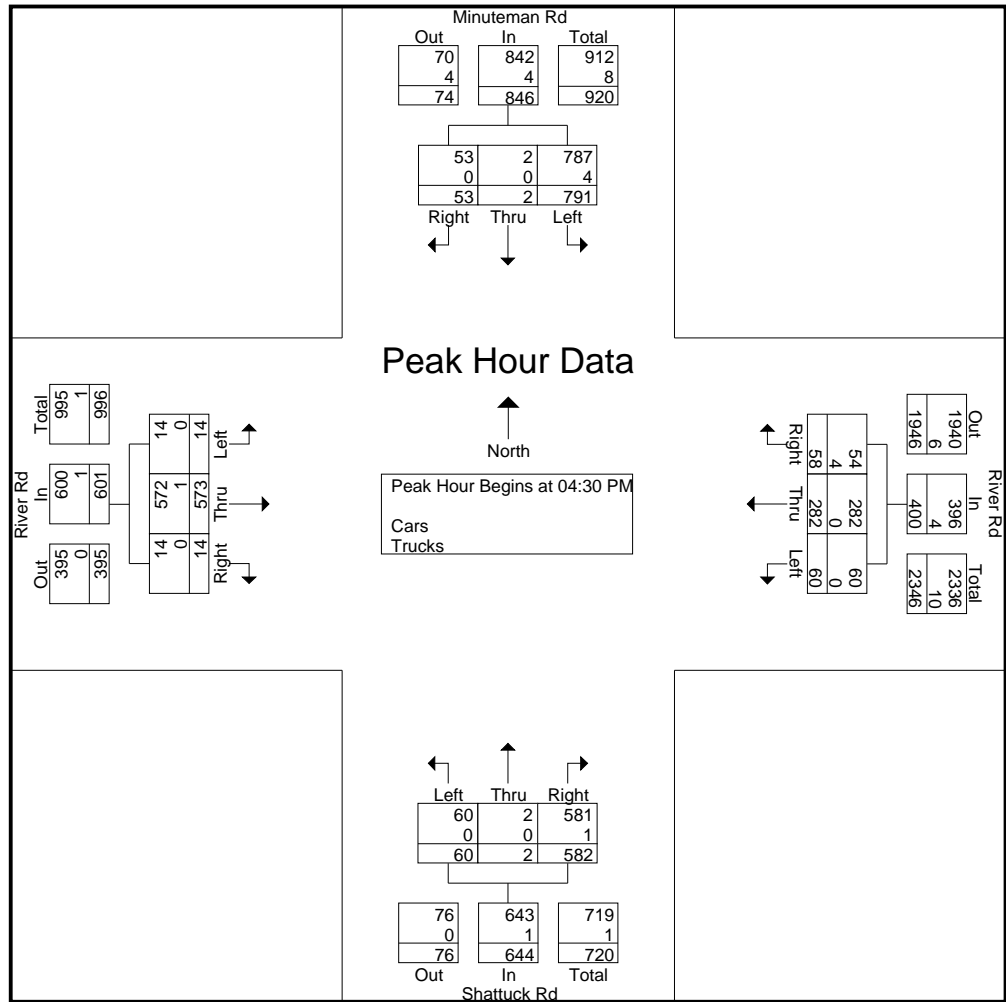 Minuteman Rd
Out In Total
70 842 912
4 4 8
74 846 920
53 2 787
0 0 4
53 2 791
Right Thru Left
Peak Hour Data
North
Peak Hour Begins at 04:30 PM
Cars
Trucks
River Rd
Total In Out
995 600 395
1 1 0
996 601 395
14 572 14
0 1 0
14 573 14
Left Thru Right
Right Thru Left
54 282 60
4 0 0
58 282 60
Out In Total
1940 396 2336
6 4 10
1946 400 2346
River Rd
Left Thru Right
60 2 581
0 0 1
60 2 582
76 643 719
0 1 1
76 644 720
Out In Total
Shattuck Rd